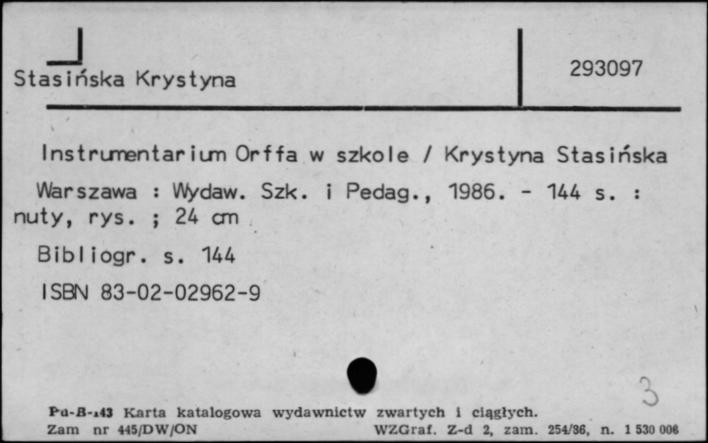 293097
Stasińska Krystyna
Instrumentarium Orffa w szkole / Krystyna Stasińska
Warszawa : Wydaw. Szk. i Pedag., 1986. - 144 s. :
nuty, rys. ; 24 cm
Bibliogr. s. 144
ISBN 83-02-02962-9
3
Pu-B-143 Karta katalogowa wydawnictw zwartych i ciągłych.
Zam nr 445/DW/ON WZGraf. Z-d 2, zam. 254/86, n. 1 530 006